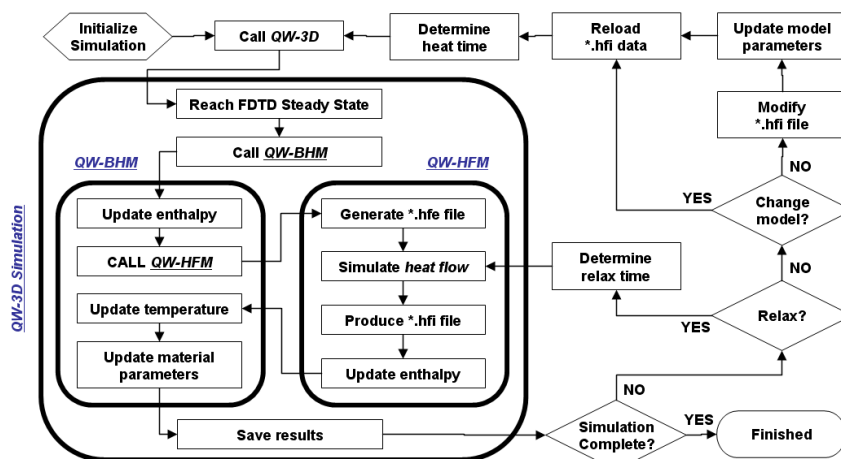 Initialize
Simulation
Call QW-3D
Determine
heat time
Reload
*.hfi data
Update model
parameters
Modify
*.hfi file
Reach FDTD Steady State
Call QW-BHM
QW-BHM
QW-HFM
QW-3D Simulation
Update enthalpy
CALL QW-HFM
Update temperature
Update material
parameters
Generate *.hfe file
Simulate heat flow
Produce *.hfi file
Update enthalpy
Determine
relax time
NO
YES
Change
model?
NO
YES
Relax?
NO
Save results
Simulation
Complete?
YES
Finished